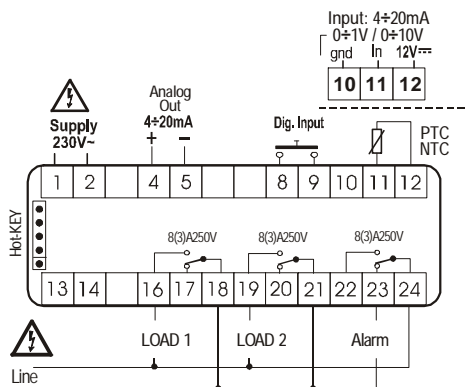 Input: 4÷20mA
0÷1V / 0÷10V
gnd In 12V
10 11 12
Supply
230V~
Analog
Out
4÷20mA
+ −
Dig. Input
PTC
NTC
1 2 4 5 8 9 10 11 12
Hot-KEY
8(3)A250V 8(3)A250V 8(3)A250V
13 14 16 17 18 19 20 21 22 23 24
LOAD 1 LOAD 2 Alarm
Line